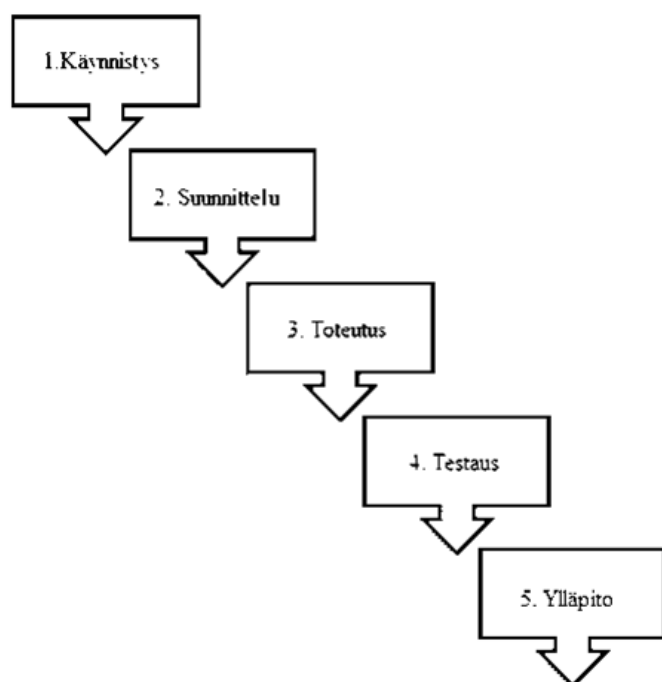 1.Käynnistys
2. Suunnittelu
3. Toteutus
4. Testaus
5. Ylläpito